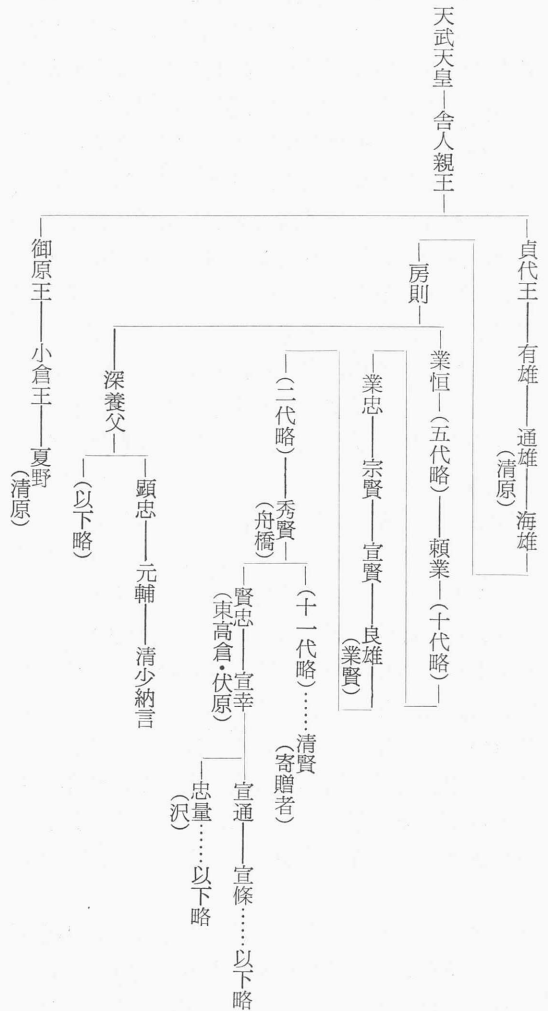 天武天皇―舎人親王
貞代王―有雄―通雄―海雄
(清原)
房則
業恒―(五代略)―頼業―(十代略)
業忠―宗賢―宣賢―良雄
(業賢)
(二代略)―秀賢
(舟橋)
(十一代略)……清賢
(寄贈者)
賢忠―宣幸
(東高倉・伏原)
宣通―宣條……以下略
忠量……以下略
(沢)
深養父
顕忠―元輔―清少納言
(以下略)
御原王―小倉王―夏野
(清原)